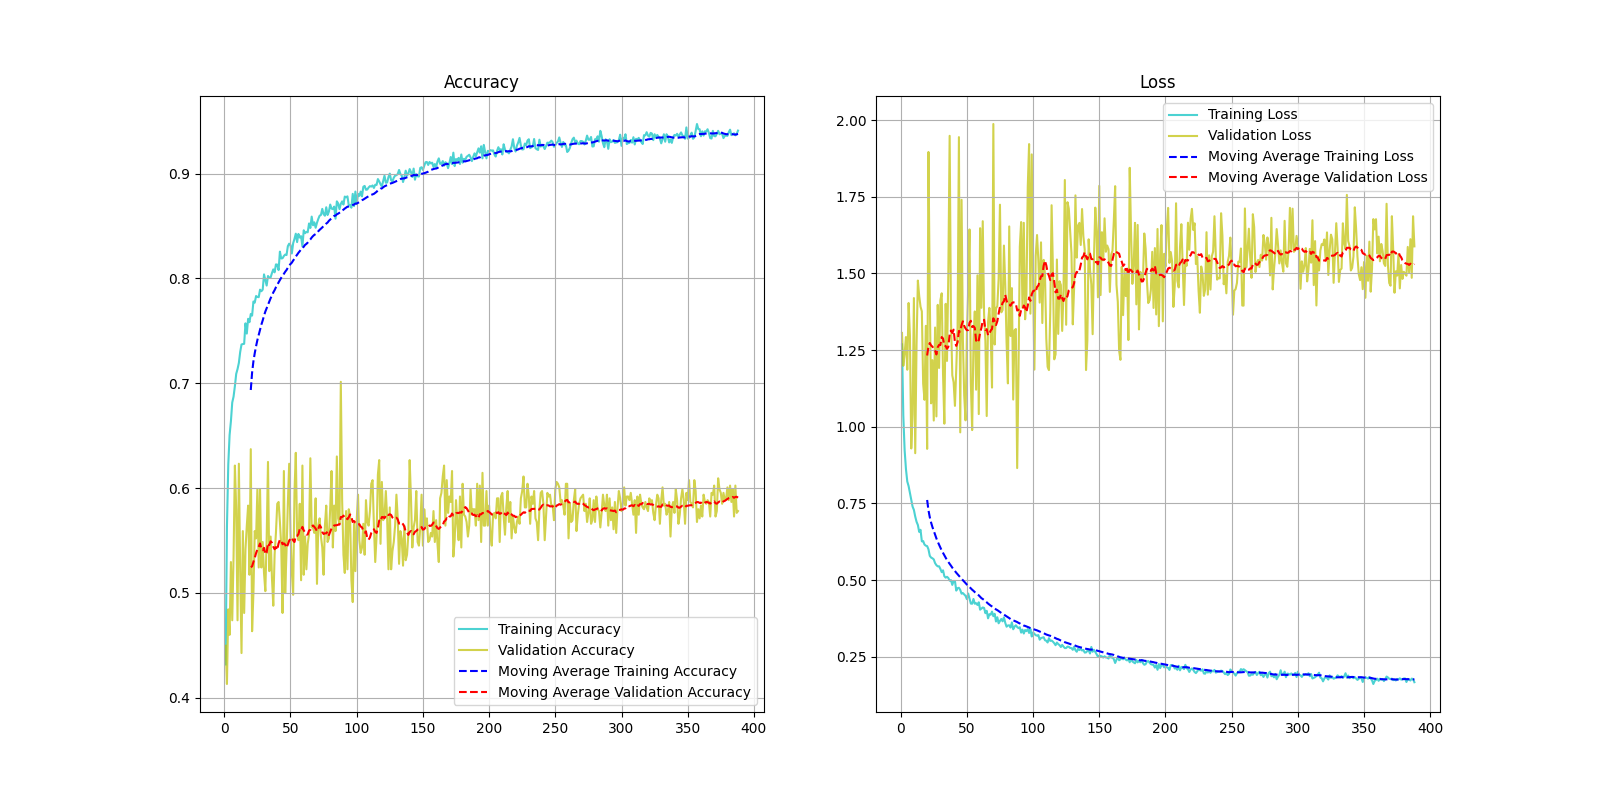 Accuracy
0.9
0.8
0.7
0.6
0.5
0.4
0 50 100 150 200 250 300 350 400
Training Accuracy
Validation Accuracy
Moving Average Training Accuracy
Moving Average Validation Accuracy
Loss
2.00
1.75
1.50
1.25
1.00
0.75
0.50
0.25
0 50 100 150 200 250 300 350 400
Training Loss
Validation Loss
Moving Average Training Loss
Moving Average Validation Loss